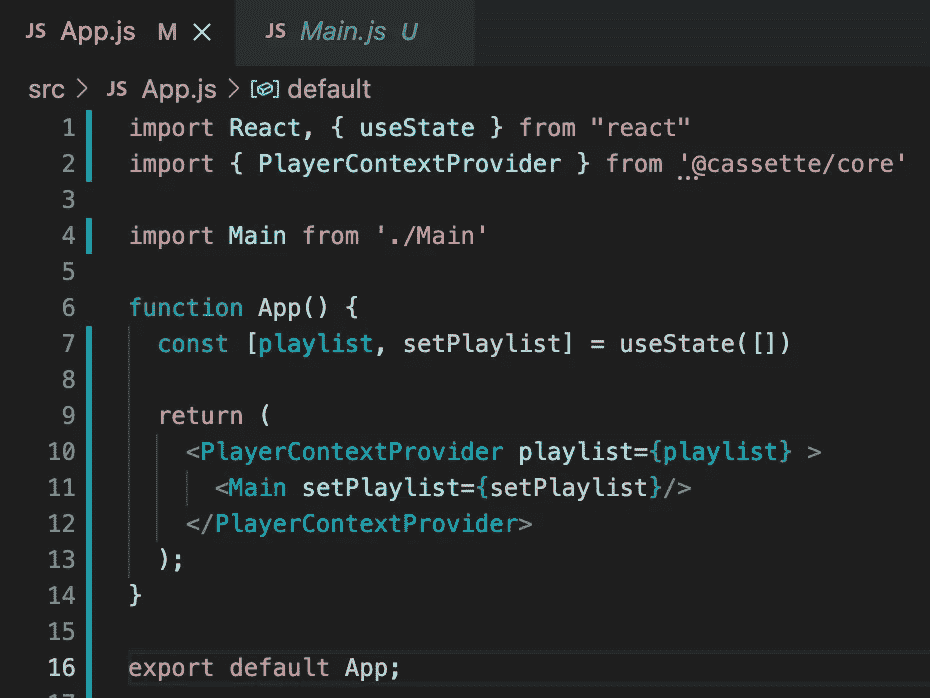 JS App.js M ×
JS Main.js U
src > JS App.js > default
1 import React, { useState } from "react"
2 import { PlayerContextProvider } from '@cassette/core'
3
4 import Main from './Main'
5
6 function App() {
7   const [playlist, setPlaylist] = useState([])
8
9   return (
10     <PlayerContextProvider playlist={playlist} >
11       <Main setPlaylist={setPlaylist}/>
12     </PlayerContextProvider>
13   );
14 }
15
16 export default App;
17